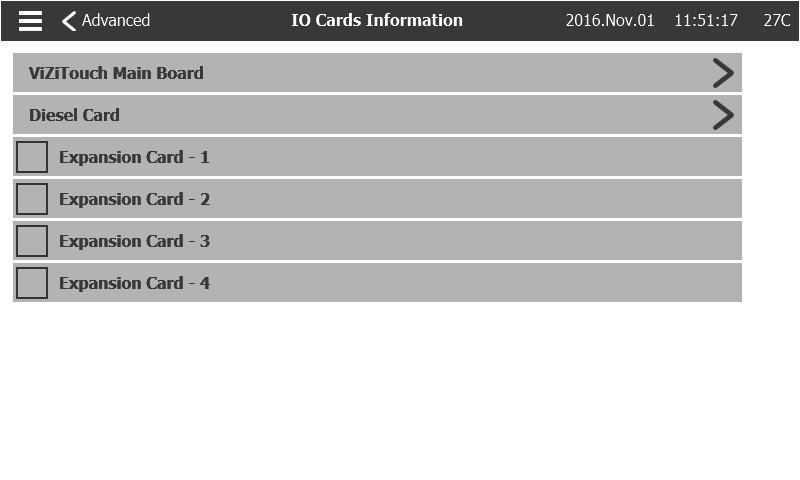 Advanced IO Cards Information 2016.Nov.01 11:51:17 27C
ViZiTouch Main Board
Diesel Card
Expansion Card - 1
Expansion Card - 2
Expansion Card - 3
Expansion Card - 4